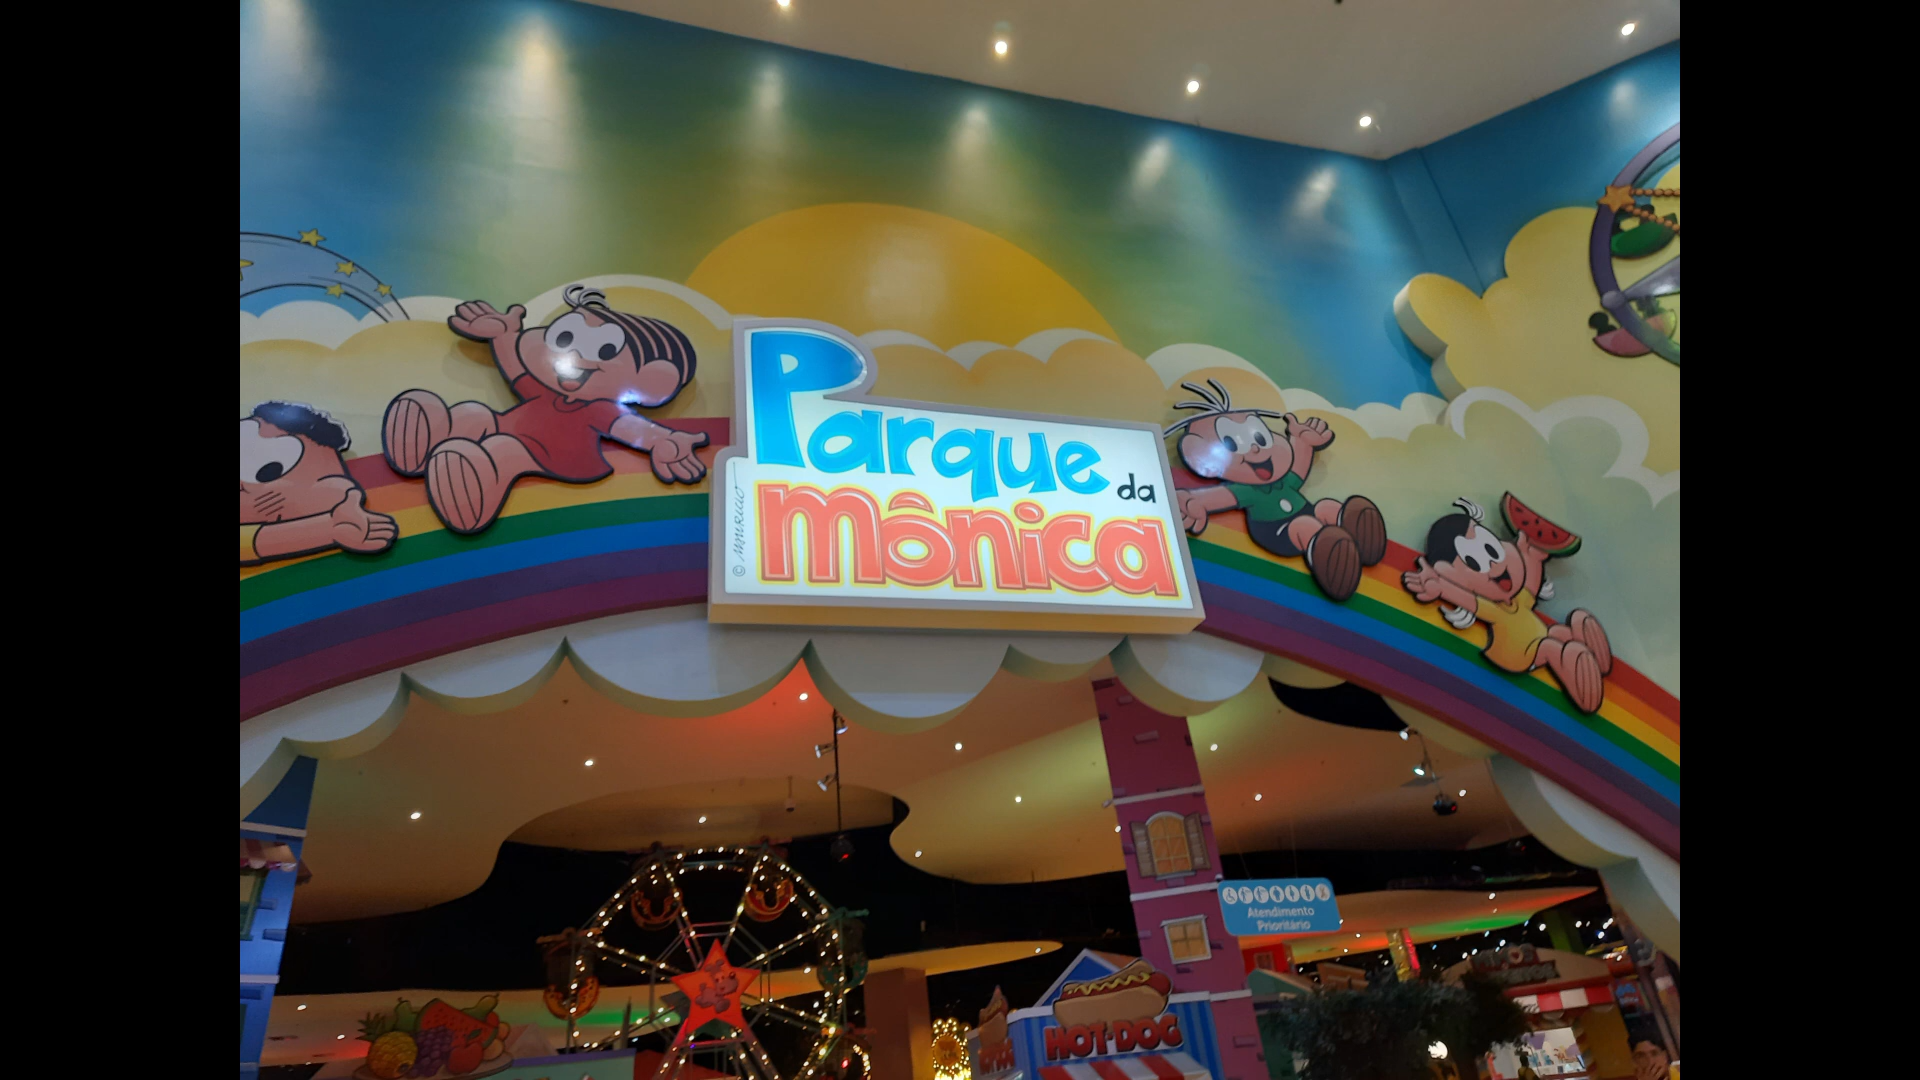 Parque da
Mônica
© MAURICIO
Atendimento
Prioritário
HOT-DOG